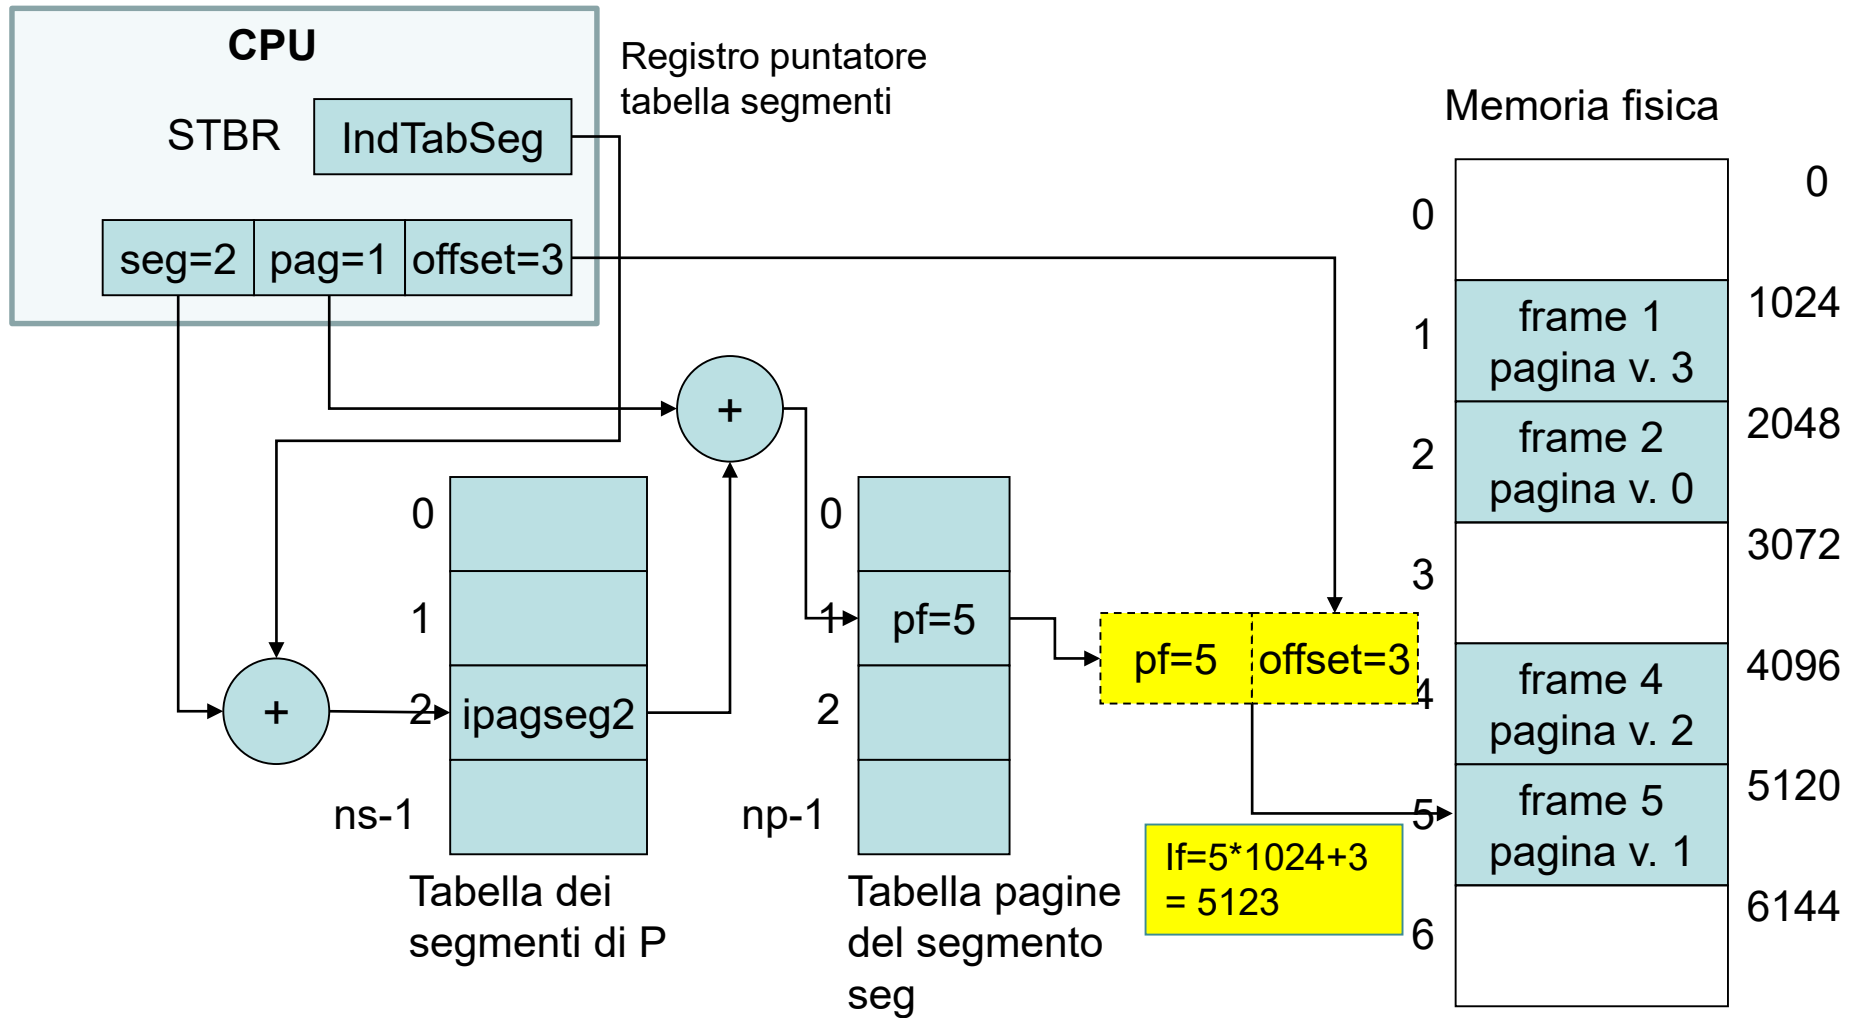 CPU
Registro puntatore
tabella segmenti
STBR
IndTabSeg
seg=2
pag=1
offset=3
Memoria fisica
0
0
1
frame 1
pagina v. 3
1024
2
frame 2
pagina v. 0
2048
3
3072
4
frame 4
pagina v. 2
4096
5
frame 5
pagina v. 1
5120
6
6144
+
+
0
1
2
ipagseg2
ns-1
Tabella dei
segmenti di P
0
1
pf=5
2
np-1
Tabella pagine
del segmento
seg
pf=5
offset=3
If=5*1024+3
= 5123